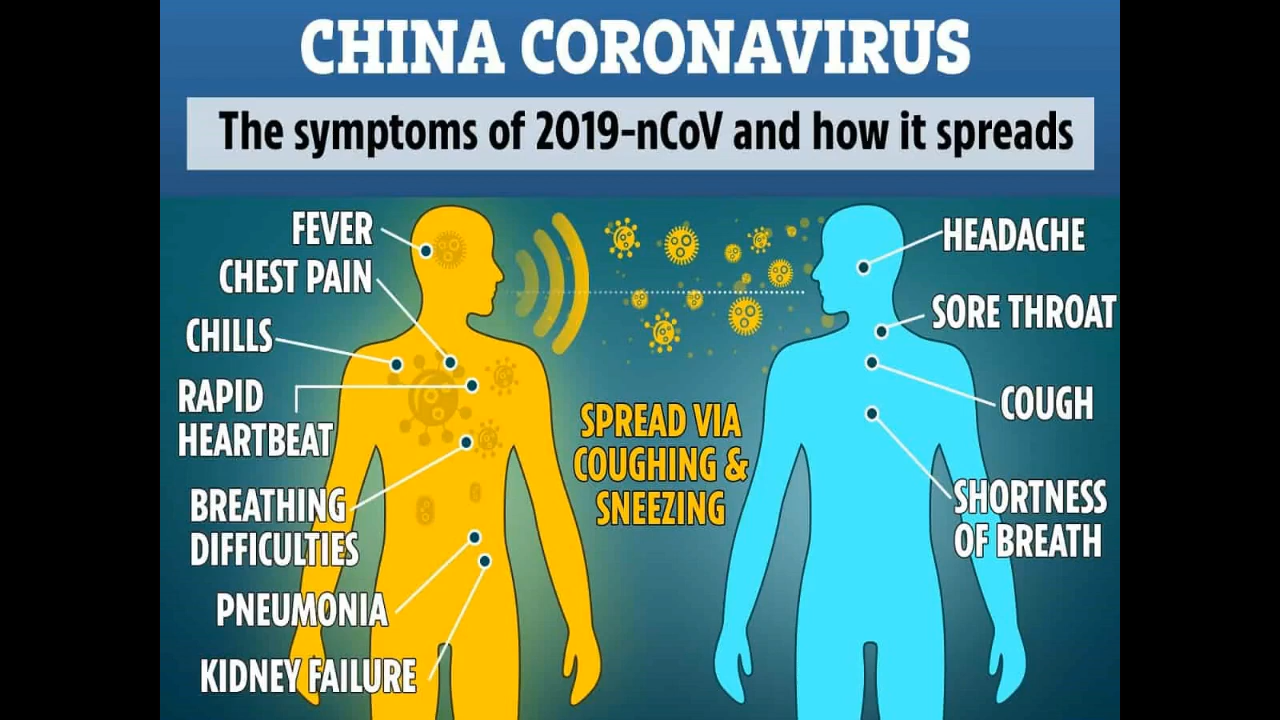 CHINA CORONAVIRUS
The symptoms of 2019-nCoV and how it spreads
FEVER
CHEST PAIN
CHILLS
RAPID
HEARTBEAT
BREATHING
DIFFICULTIES
PNEUMONIA
KIDNEY FAILURE
SPREAD VIA
COUGHING &
SNEEZING
HEADACHE
SORE THROAT
COUGH
SHORTNESS
OF BREATH